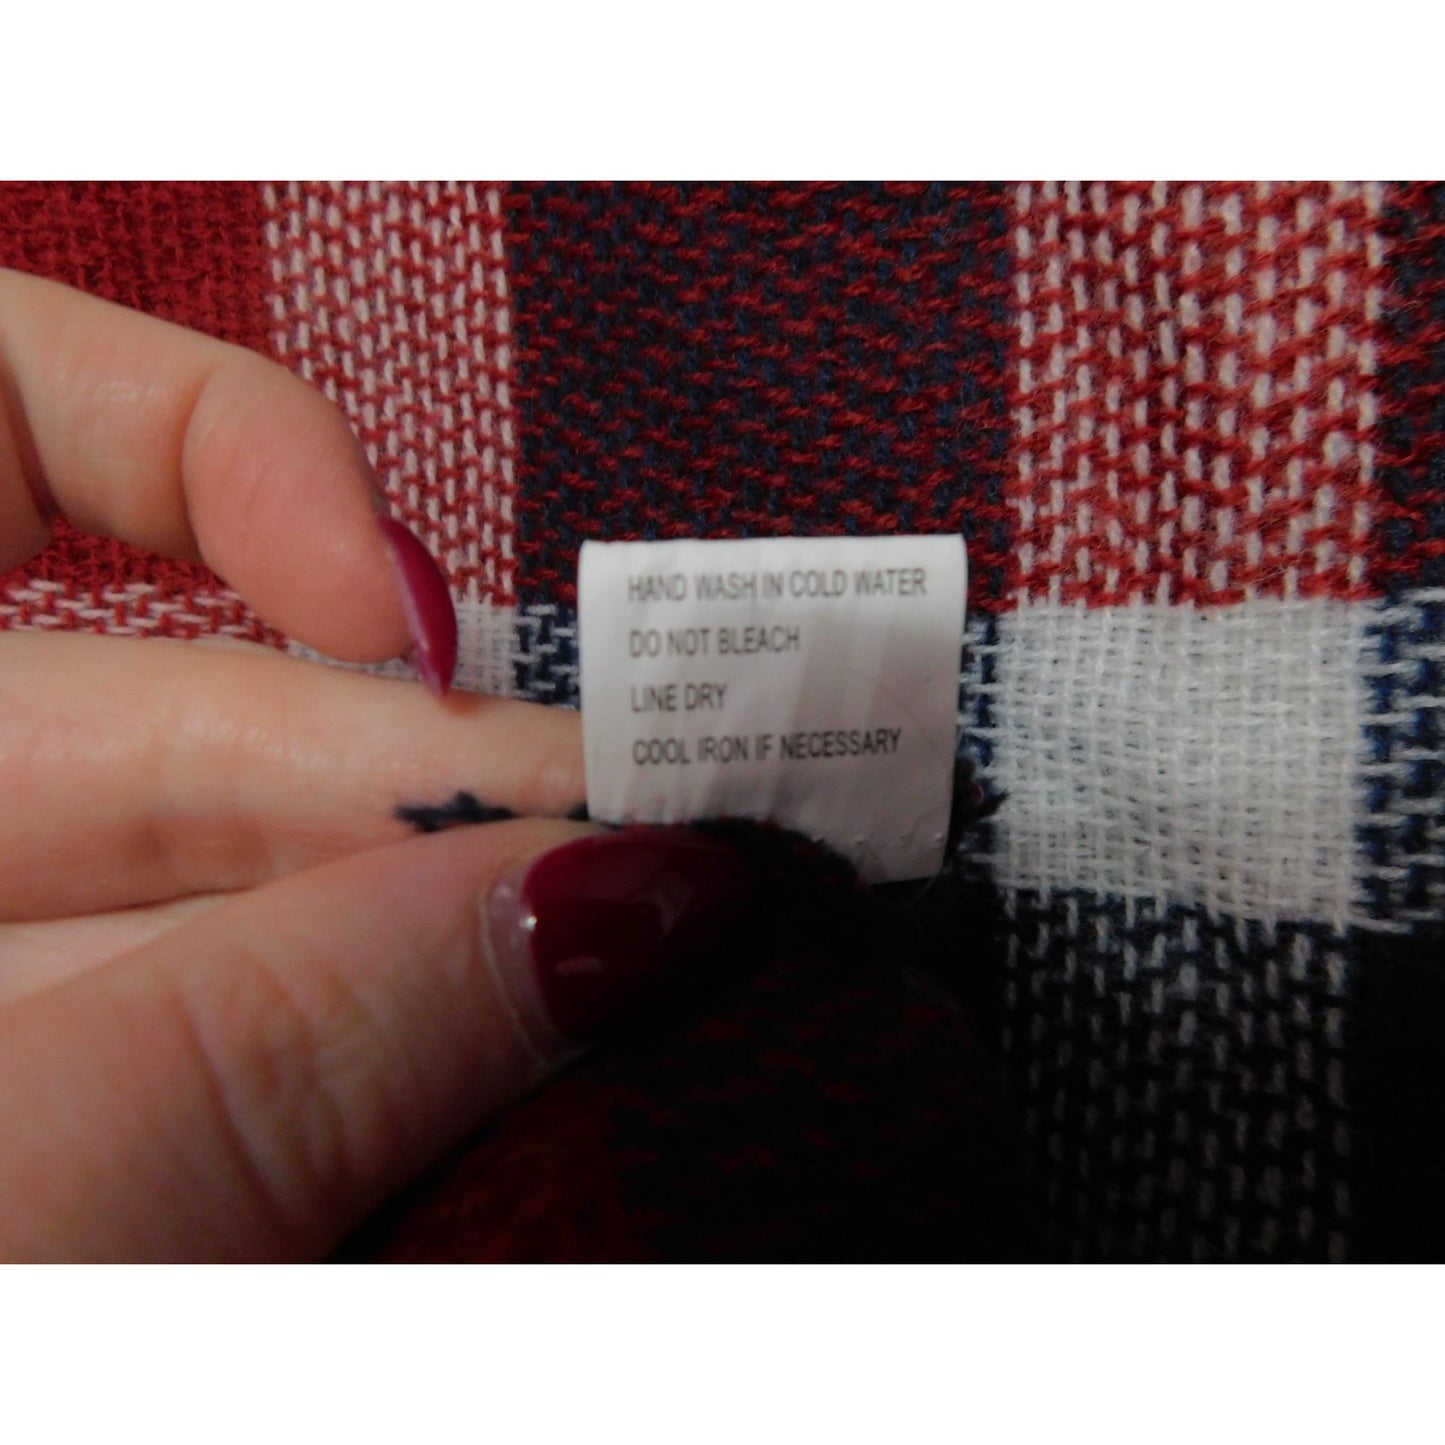 HAND WASH IN COLD WATER
DO NOT BLEACH
LINE DRY
COOL IRON IF NECESSARY